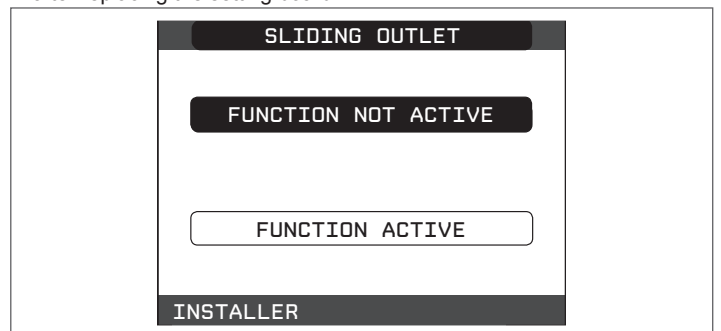 SLIDING OUTLET
FUNCTION NOT ACTIVE
FUNCTION ACTIVE
INSTALLER